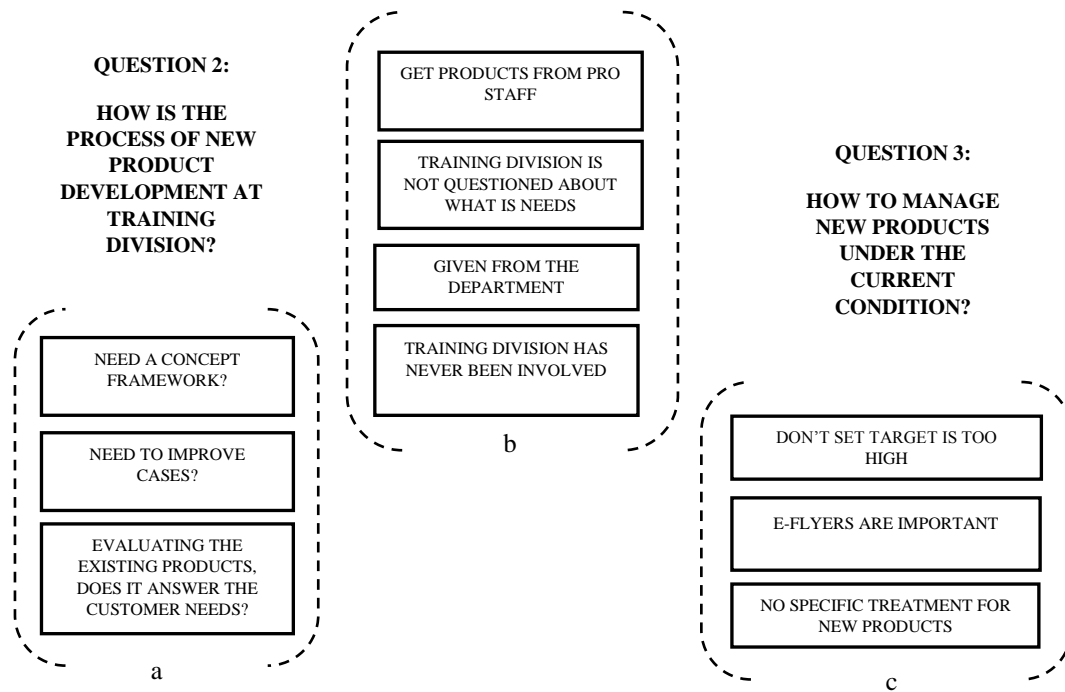 QUESTION 2:
HOW IS THE
PROCESS OF NEW
PRODUCT
DEVELOPMENT AT
TRAINING
DIVISION?
NEED A CONCEPT
FRAMEWORK?
NEED TO IMPROVE
CASES?
EVALUATING THE
EXISTING PRODUCTS,
DOES IT ANSWER THE
CUSTOMER NEEDS?
a
GET PRODUCTS FROM PRO
STAFF
TRAINING DIVISION IS
NOT QUESTIONED ABOUT
WHAT IS NEEDS
GIVEN FROM THE
DEPARTMENT
TRAINING DIVISION HAS
NEVER BEEN INVOLVED
b
QUESTION 3:
HOW TO MANAGE
NEW PRODUCTS
UNDER THE
CURRENT
CONDITION?
DON’T SET TARGET IS TOO
HIGH
E-FLYERS ARE IMPORTANT
NO SPECIFIC TREATMENT FOR
NEW PRODUCTS
c